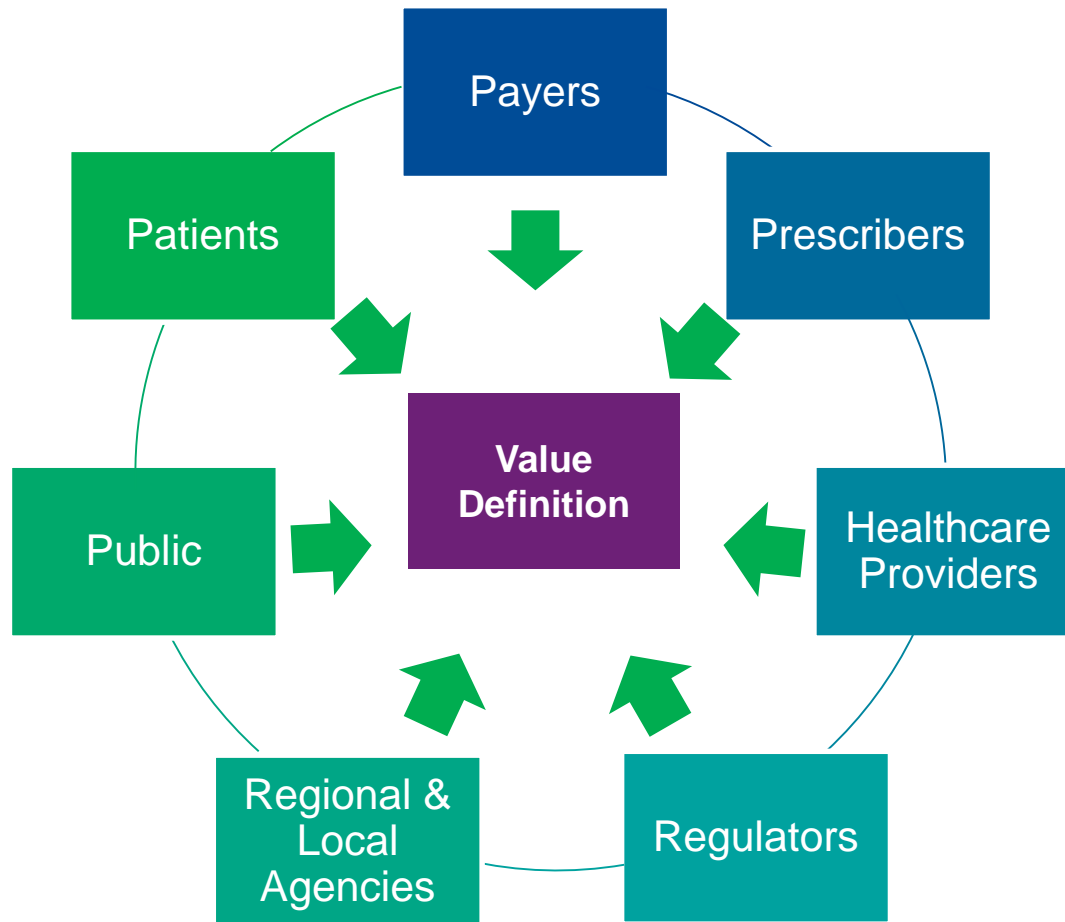 Payers
Patients
Prescribers
Value
Definition
Public
Healthcare
Providers
Regional &
Local
Agencies
Regulators